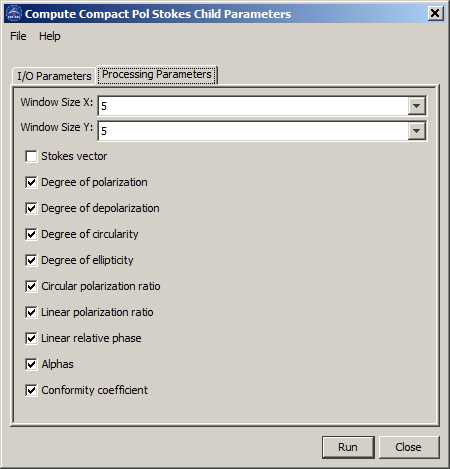 Compute Compact Pol Stokes Child Parameters
File Help
I/O Parameters Processing Parameters
Window Size X: 5
Window Size Y: 5
Stokes vector
Degree of polarization
Degree of depolarization
Degree of circularity
Degree of ellipticity
Circular polarization ratio
Linear polarization ratio
Linear relative phase
Alphas
Conformity coefficient
Run Close